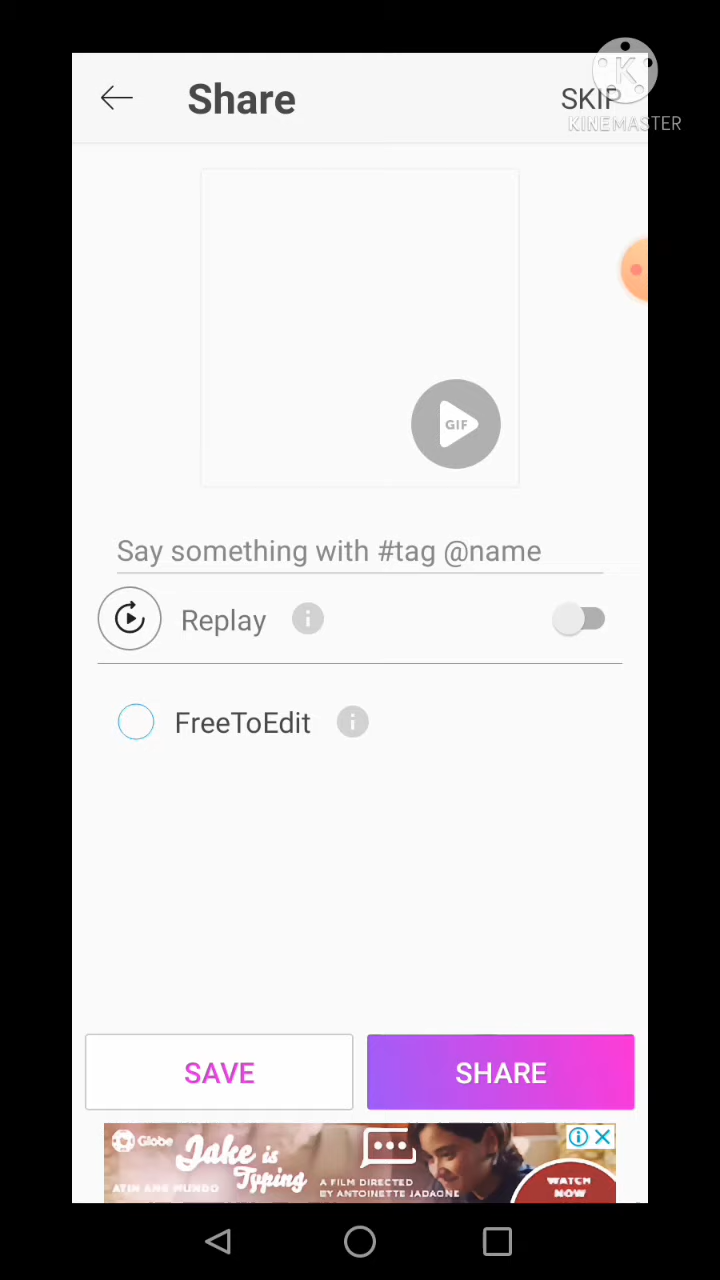 Share
SKIP
K
KINEMASTER
GIF
Say something with #tag @name
Replay
FreeToEdit
SAVE
SHARE
Globe
Jake is
Typing
ATIN ANG MUNDO
A FILM DIRECTED
BY ANTOINETTE JADAONE
WATCH
NOW